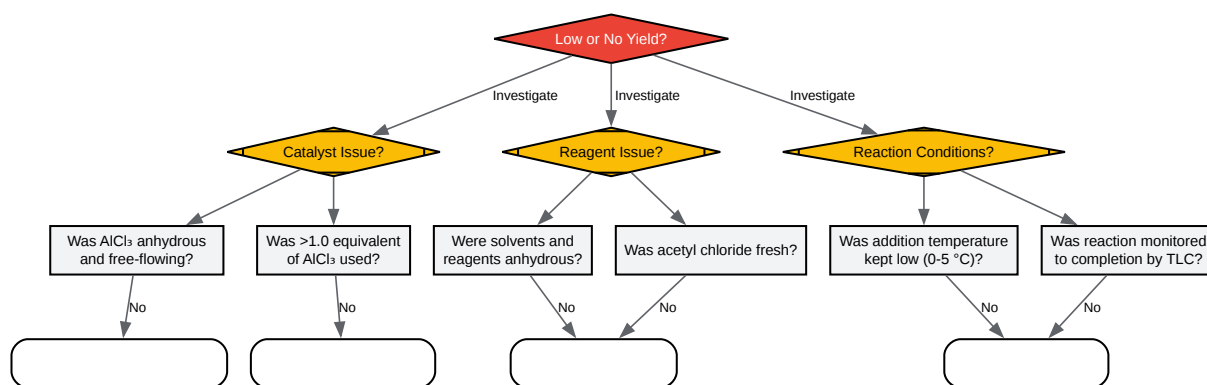 Low or No Yield?
Investigate
Investigate
Investigate
Catalyst Issue?
Reagent Issue?
Reaction Conditions?
Was AlCl₃ anhydrous
and free-flowing?
Was >1.0 equivalent
of AlCl₃ used?
Were solvents and
reagents anhydrous?
Was acetyl chloride fresh?
Was addition temperature
kept low (0-5 °C)?
Was reaction monitored
to completion by TLC?
No
No
No
No
No
No